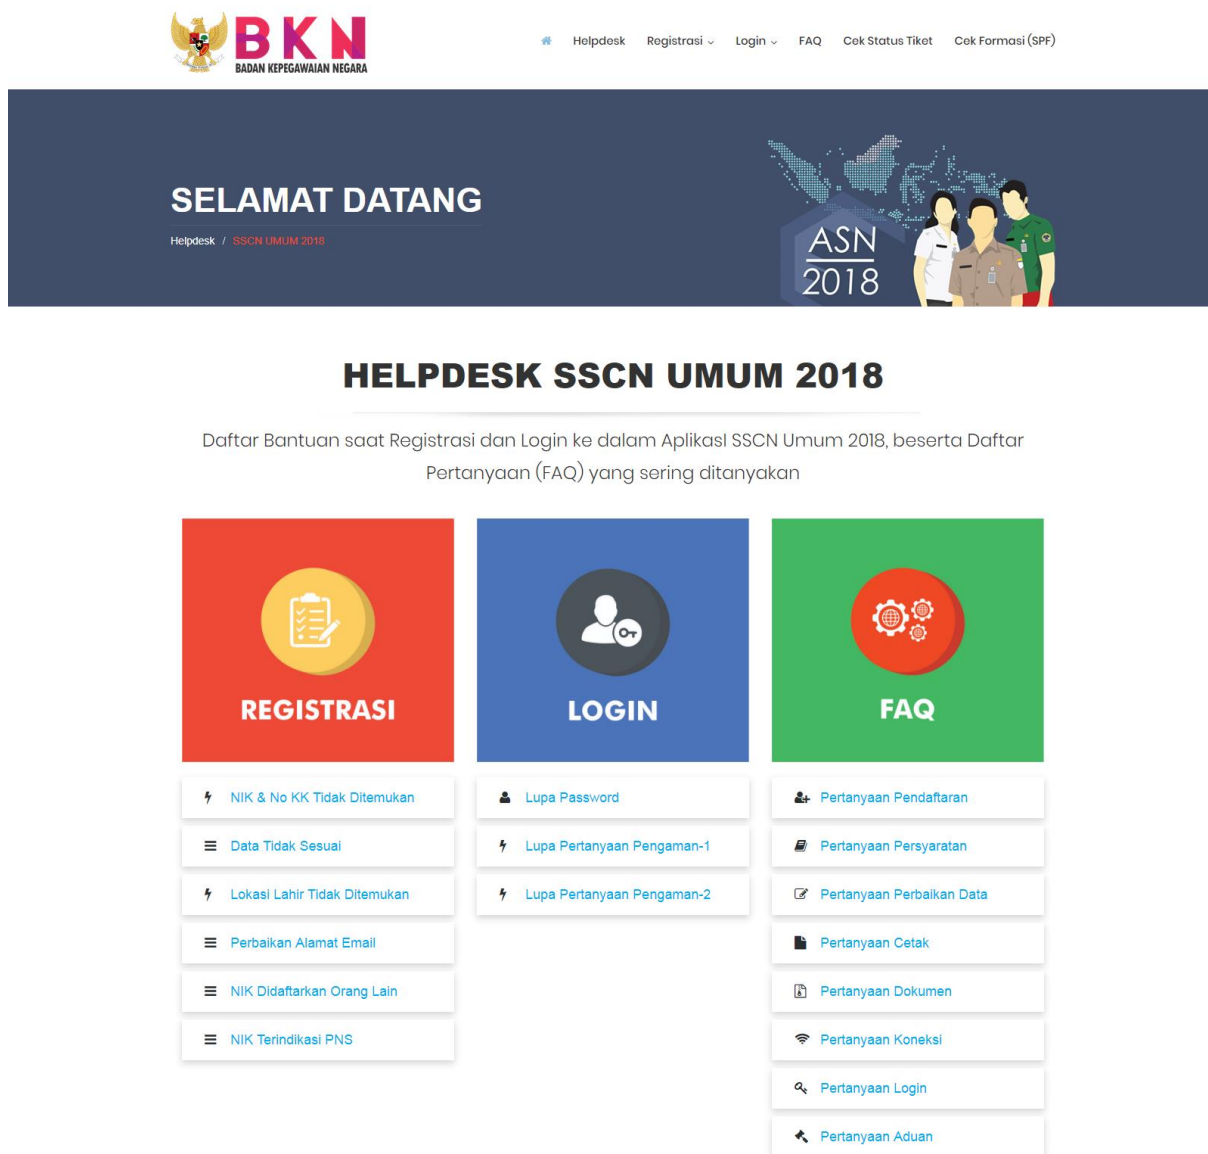 BKN
BADAN KEPEGAWAIAN NEGARA
Helpdesk Registrasi Login FAQ Cek Status Tiket Cek Formasi (SPF)
SELAMAT DATANG
Helpdesk / SSCN UMUM 2018
ASN
2018
HELPDESK SSCN UMUM 2018
Daftar Bantuan saat Registrasi dan Login ke dalam AplikasI SSCN Umum 2018, beserta Daftar
Pertanyaan (FAQ) yang sering ditanyakan
REGISTRASI
NIK & No KK Tidak Ditemukan
Data Tidak Sesuai
Lokasi Lahir Tidak Ditemukan
Perbaikan Alamat Email
NIK Didaftarkan Orang Lain
NIK Terindikasi PNS
LOGIN
Lupa Password
Lupa Pertanyaan Pengaman-1
Lupa Pertanyaan Pengaman-2
FAQ
Pertanyaan Pendaftaran
Pertanyaan Persyaratan
Pertanyaan Perbaikan Data
Pertanyaan Cetak
Pertanyaan Dokumen
Pertanyaan Koneksi
Pertanyaan Login
Pertanyaan Aduan